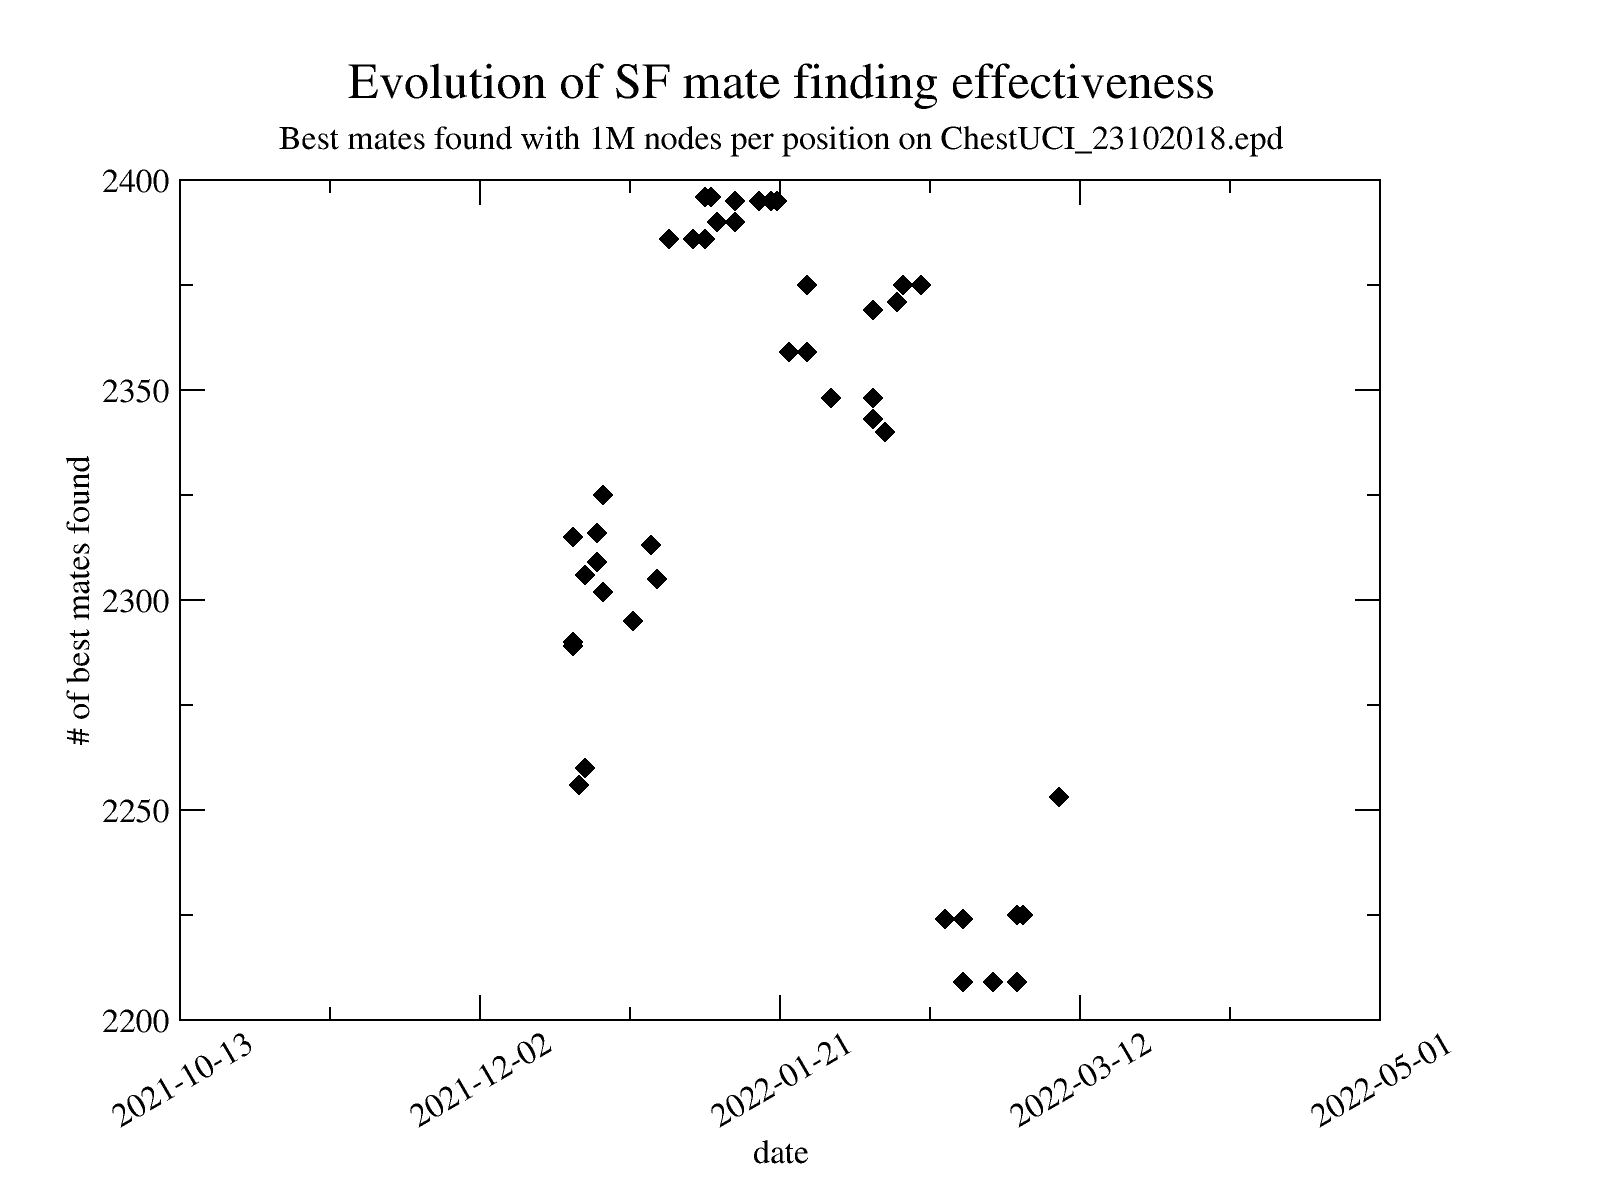 Evolution of SF mate finding effectiveness
Best mates found with 1M nodes per position on ChestUCI_23102018.epd
2400
2350
2300
2250
2200
# of best mates found
2021-10-13
2021-12-02
2022-01-21
2022-03-12
2022-05-01
date